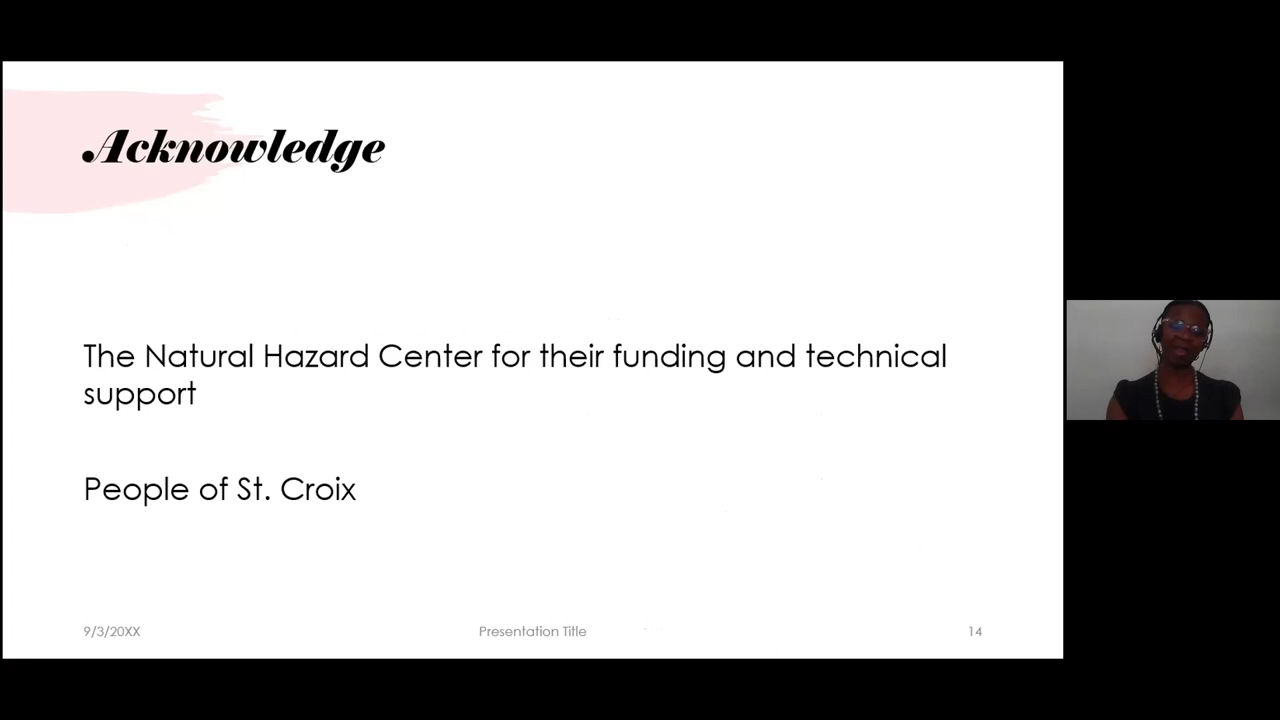 Acknowledge
The Natural Hazard Center for their funding and technical
support
People of St. Croix
9/3/20XX
Presentation Title
14